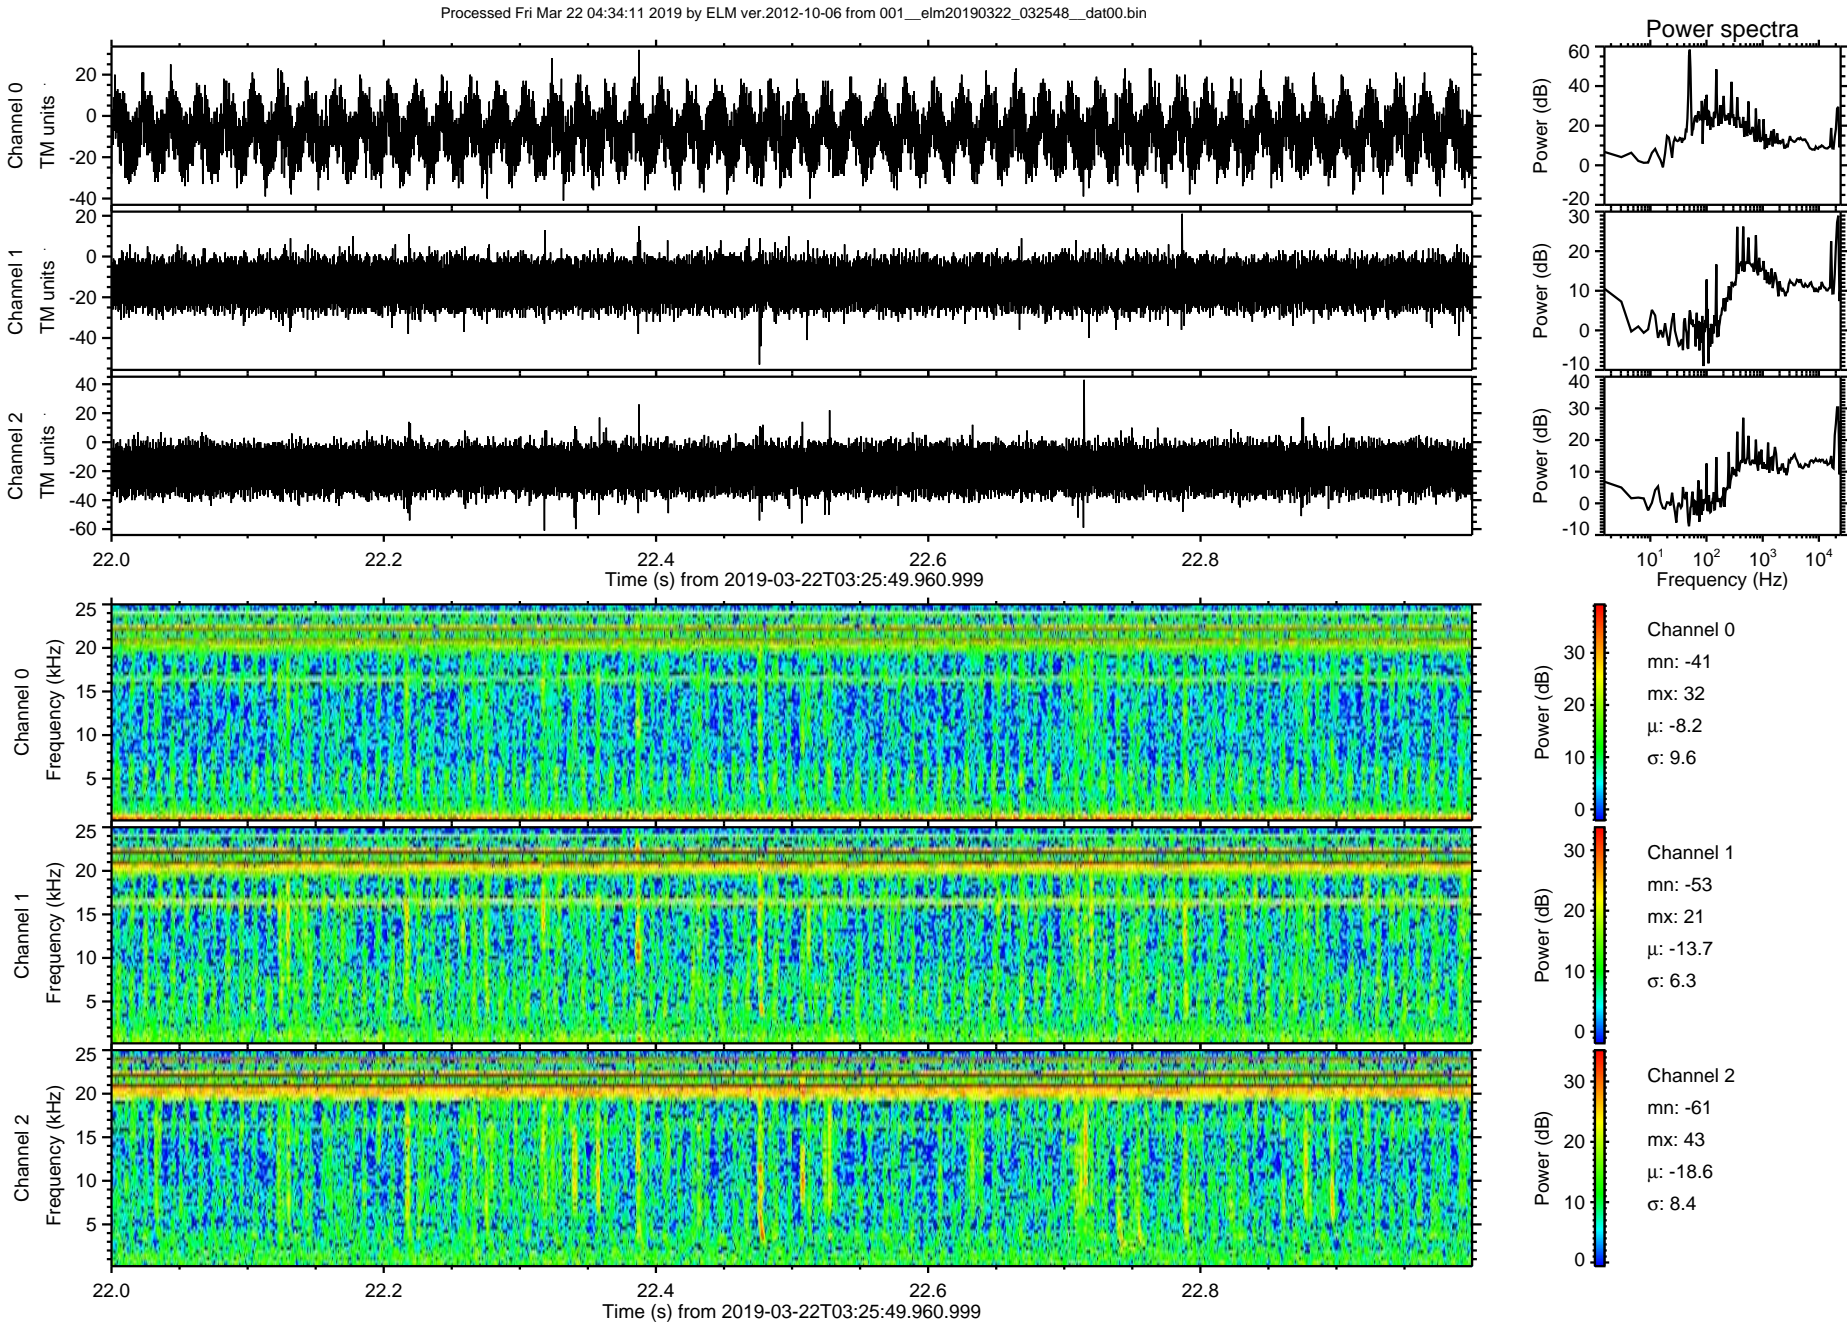 Processed Fri Mar 22 04:34:11 2019 by ELM ver.2012-10-06 from 001__elm20190322_032548__dat00.bin
Power spectra
Channel 0
TM units
20
0
-20
-40
Power (dB)
60
40
20
0
-20
Channel 1
TM units
20
0
-20
-40
Power (dB)
30
20
10
0
-10
Channel 2
TM units
40
20
0
-20
-40
-60
Power (dB)
40
30
20
10
0
-10
22.0 22.2 22.4 22.6 22.8
Time (s) from 2019-03-22T03:25:49.960.999
10^1 10^2 10^3 10^4
Frequency (Hz)
Channel 0
Frequency (kHz)
25
20
15
10
5
Power (dB)
30
20
10
0
Channel 0
mn: -41
mx: 32
μ: -8.2
σ: 9.6
Channel 1
Frequency (kHz)
25
20
15
10
5
Power (dB)
30
20
10
0
Channel 1
mn: -53
mx: 21
μ: -13.7
σ: 6.3
Channel 2
Frequency (kHz)
25
20
15
10
5
Power (dB)
30
20
10
0
Channel 2
mn: -61
mx: 43
μ: -18.6
σ: 8.4
22.0 22.2 22.4 22.6 22.8
Time (s) from 2019-03-22T03:25:49.960.999